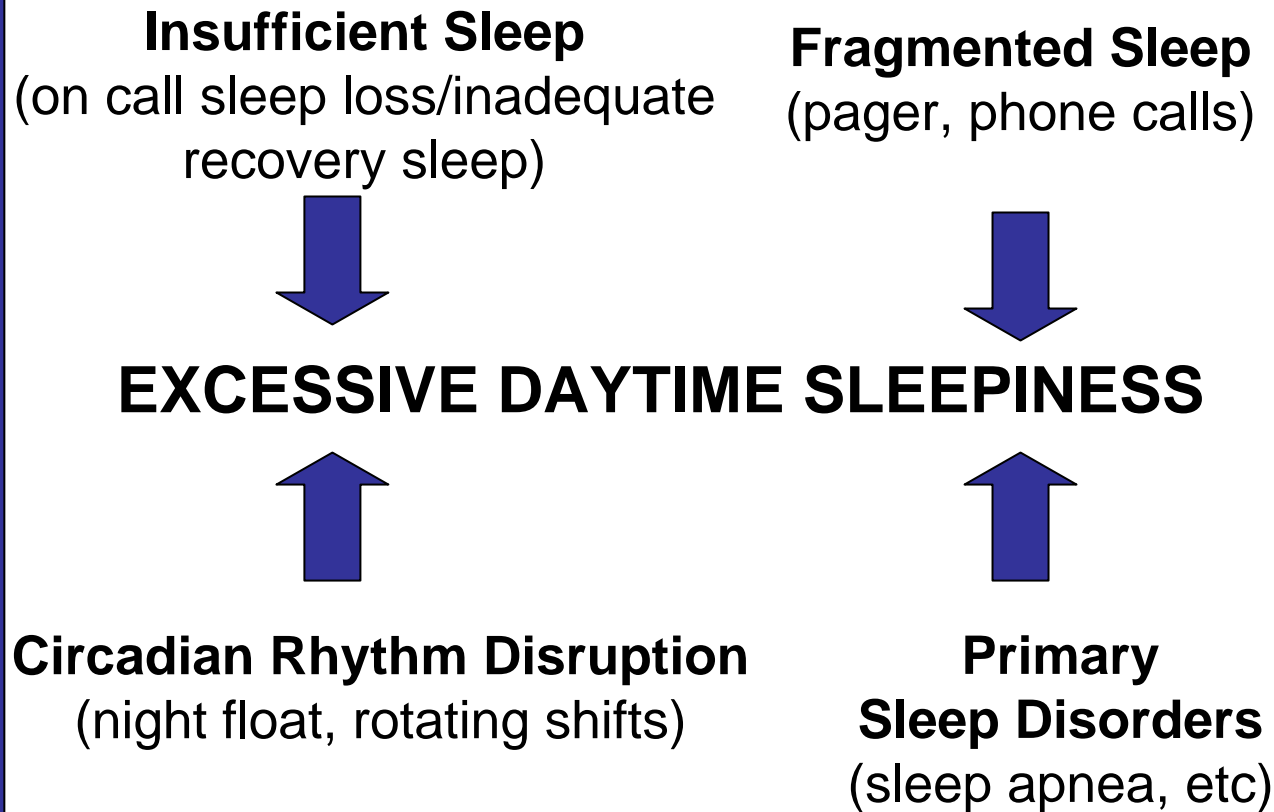 Insufficient Sleep
(on call sleep loss/inadequate
recovery sleep)
Fragmented Sleep
(pager, phone calls)
EXCESSIVE DAYTIME SLEEPINESS
Circadian Rhythm Disruption
(night float, rotating shifts)
Primary
Sleep Disorders
(sleep apnea, etc)